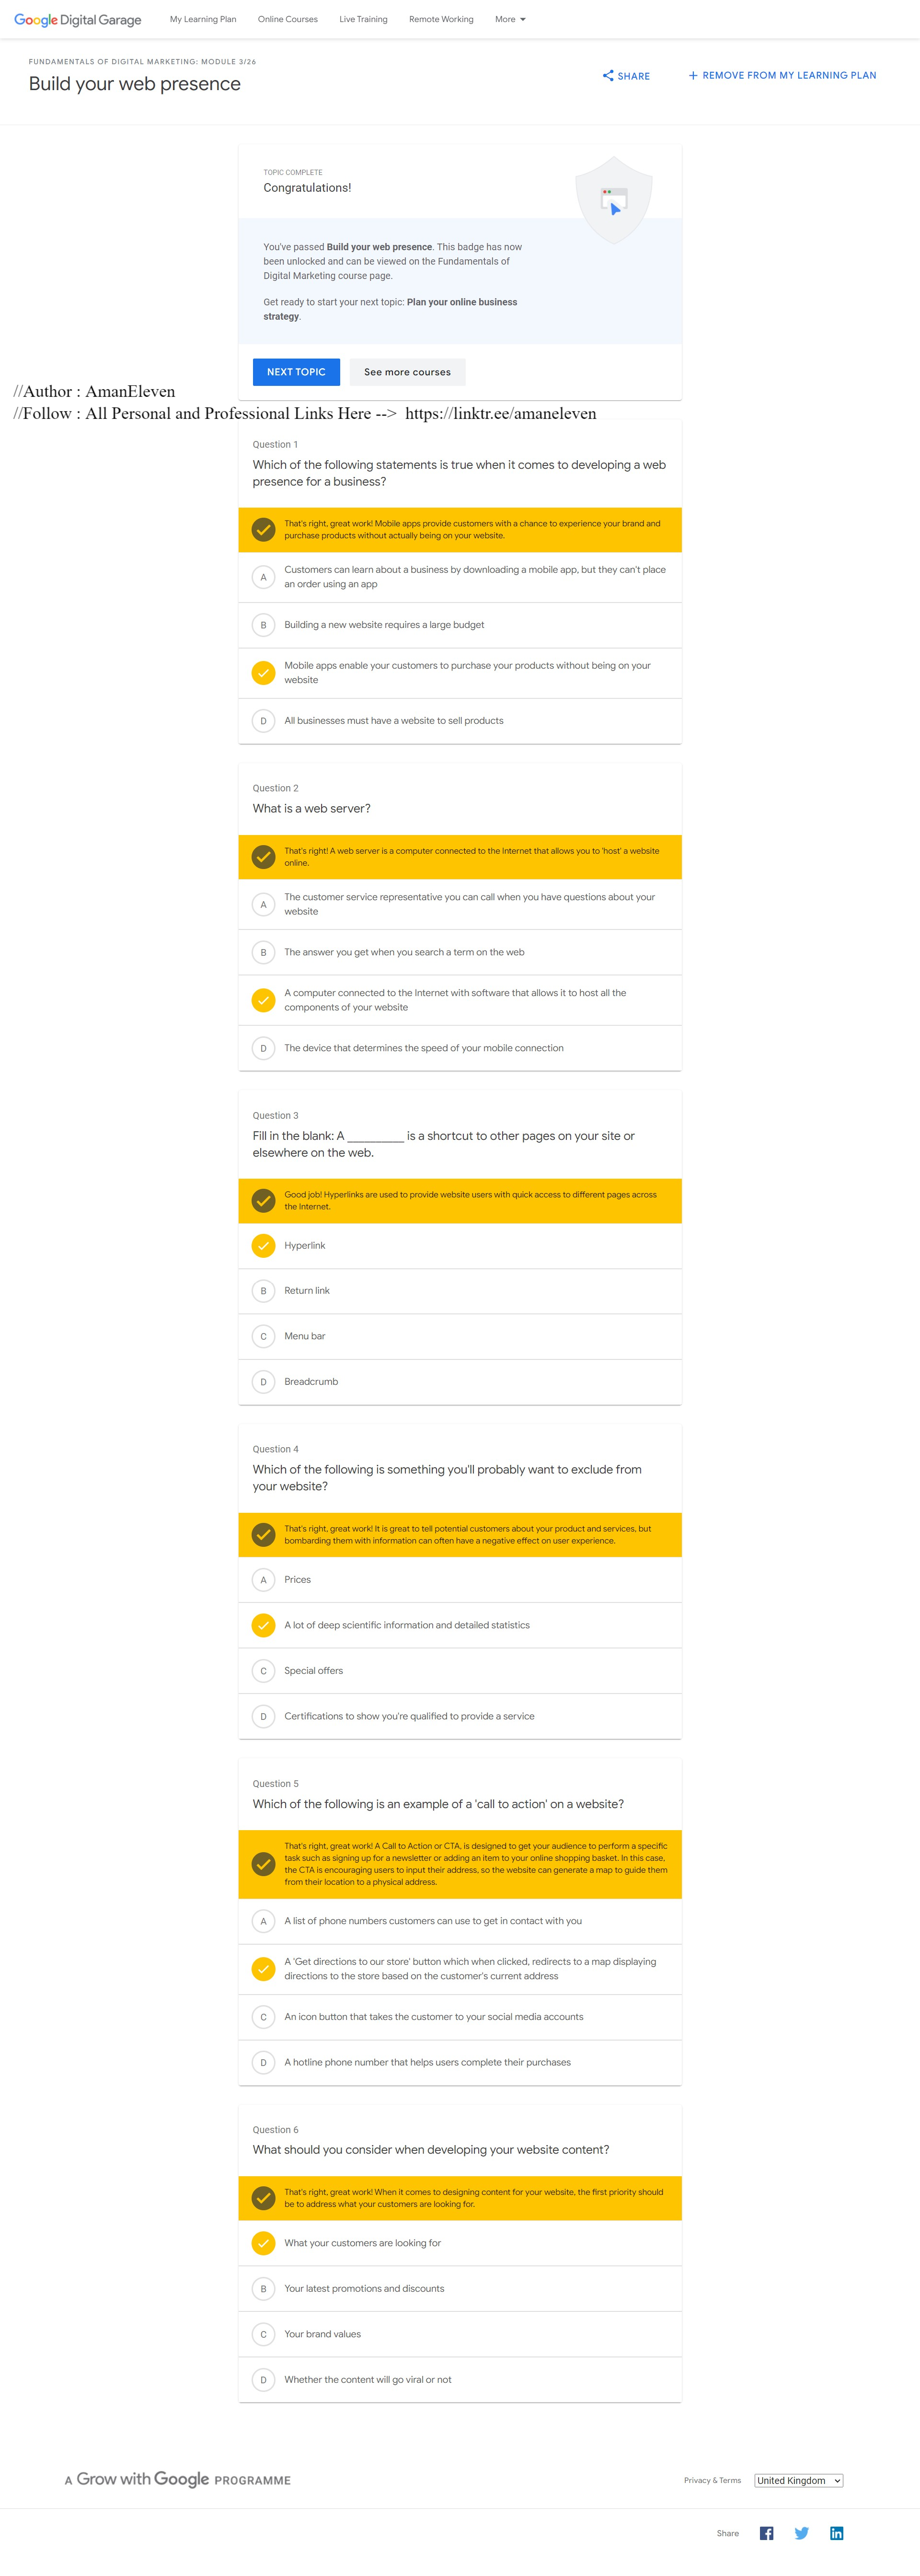 Google Digital Garage
My Learning Plan
Online Courses
Live Training
Remote Working
More
FUNDAMENTALS OF DIGITAL MARKETING: MODULE 3/26
Build your web presence
SHARE
+ REMOVE FROM MY LEARNING PLAN
TOPIC COMPLETE
Congratulations!
You've passed Build your web presence. This badge has now
been unlocked and can be viewed on the Fundamentals of
Digital Marketing course page.
Get ready to start your next topic: Plan your online business
strategy.
NEXT TOPIC
See more courses
//Author : AmanEleven
//Follow : All Personal and Professional Links Here --> https://linktr.ee/amaneleven
Question 1
Which of the following statements is true when it comes to developing a web
presence for a business?
That's right, great work! Mobile apps provide customers with a chance to experience your brand and
purchase products without actually being on your website.
A
Customers can learn about a business by downloading a mobile app, but they can't place
an order using an app
B
Building a new website requires a large budget
Mobile apps enable your customers to purchase your products without being on your
website
D
All businesses must have a website to sell products
Question 2
What is a web server?
That's right! A web server is a computer connected to the Internet that allows you to 'host' a website
online.
A
The customer service representative you can call when you have questions about your
website
B
The answer you get when you search a term on the web
A computer connected to the Internet with software that allows it to host all the
components of your website
D
The device that determines the speed of your mobile connection
Question 3
Fill in the blank: A _________ is a shortcut to other pages on your site or
elsewhere on the web.
Good job! Hyperlinks are used to provide website users with quick access to different pages across
the Internet.
Hyperlink
B
Return link
C
Menu bar
D
Breadcrumb
Question 4
Which of the following is something you'll probably want to exclude from
your website?
That's right, great work! It is great to tell potential customers about your product and services, but
bombarding them with information can often have a negative effect on user experience.
A
Prices
A lot of deep scientific information and detailed statistics
C
Special offers
D
Certifications to show you're qualified to provide a service
Question 5
Which of the following is an example of a 'call to action' on a website?
That's right, great work! A Call to Action or CTA, is designed to get your audience to perform a specific
task such as signing up for a newsletter or adding an item to your online shopping basket. In this case,
the CTA is encouraging users to input their address, so the website can generate a map to guide them
from their location to a physical address.
A
A list of phone numbers customers can use to get in contact with you
A 'Get directions to our store' button which when clicked, redirects to a map displaying
directions to the store based on the customer's current address
C
An icon button that takes the customer to your social media accounts
D
A hotline phone number that helps users complete their purchases
Question 6
What should you consider when developing your website content?
That's right, great work! When it comes to designing content for your website, the first priority should
be to address what your customers are looking for.
What your customers are looking for
B
Your latest promotions and discounts
C
Your brand values
D
Whether the content will go viral or not
A Grow with Google PROGRAMME
Privacy & Terms
United Kingdom
Share